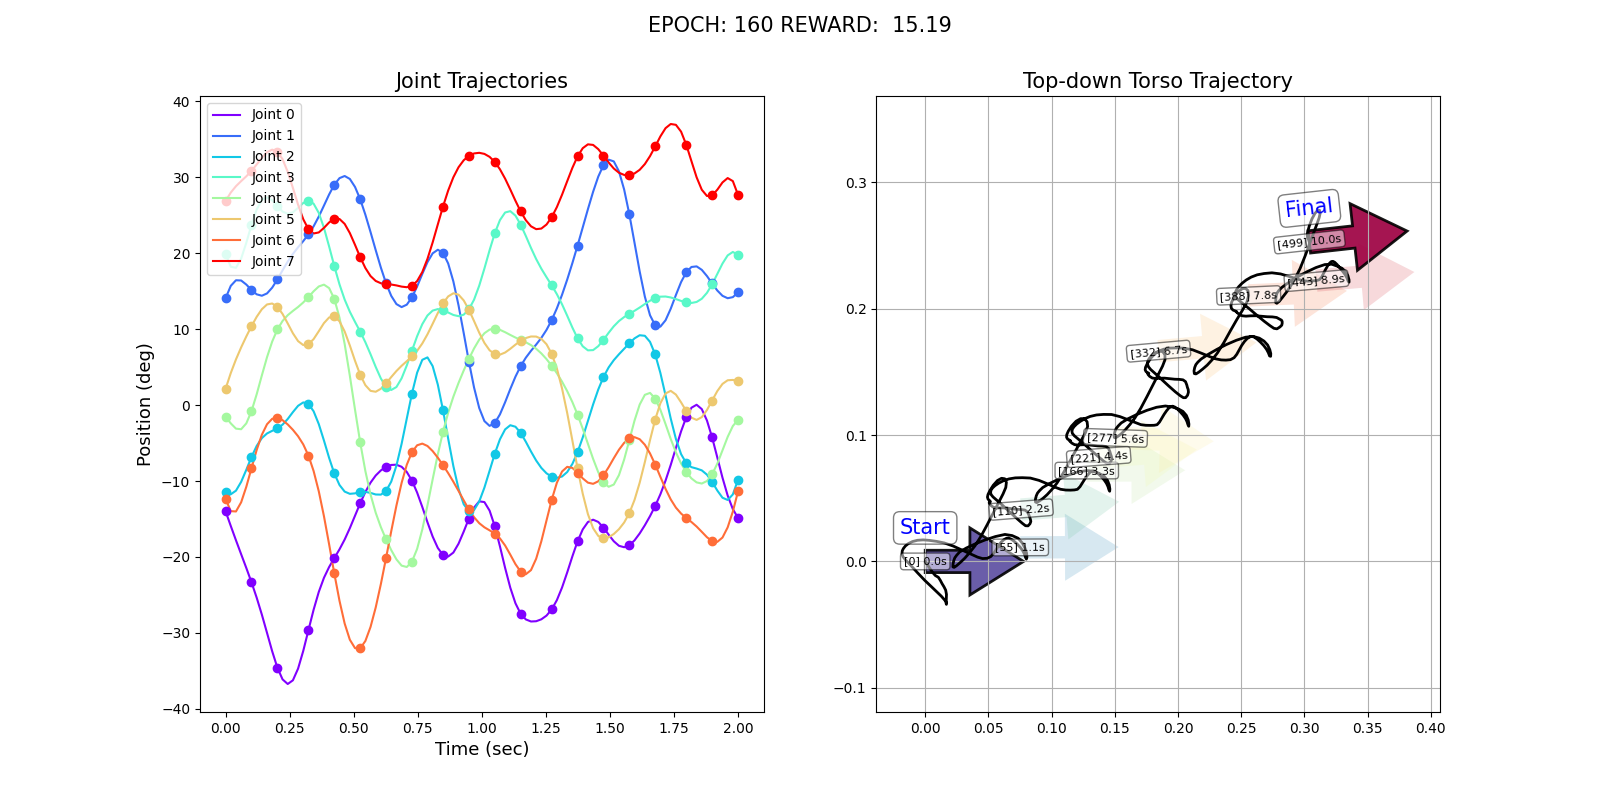 EPOCH: 160 REWARD:  15.19
Joint Trajectories
Position (deg)
40
30
20
10
0
−10
−20
−30
−40
Joint 0
Joint 1
Joint 2
Joint 3
Joint 4
Joint 5
Joint 6
Joint 7
0.00 0.25 0.50 0.75 1.00 1.25 1.50 1.75 2.00
Time (sec)
Top-down Torso Trajectory
0.3
0.2
0.1
0.0
−0.1
Final
[499] 10.0s
[443] 8.9s
[388] 7.8s
[332] 6.7s
[277] 5.6s
[221] 4.4s
[166] 3.3s
[110] 2.2s
Start
[55] 1.1s
[0] 0.0s
0.00 0.05 0.10 0.15 0.20 0.25 0.30 0.35 0.40